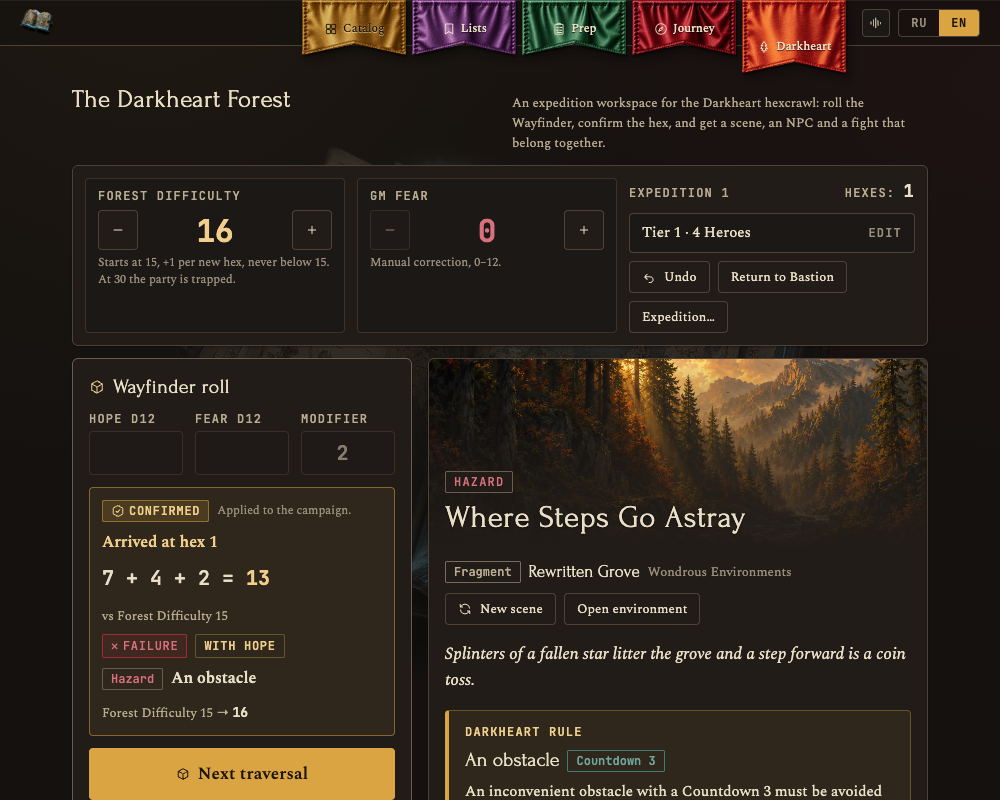 Catalog
Lists
Prep
Journey
Darkheart
RU
EN
The Darkheart Forest
An expedition workspace for the Darkheart hexcrawl: roll the
Wayfinder, confirm the hex, and get a scene, an NPC and a fight that
belong together.
FOREST DIFFICULTY
− 16 +
Starts at 15, +1 per new hex, never below 15.
At 30 the party is trapped.
GM FEAR
− 0 +
Manual correction, 0–12.
EXPEDITION 1
HEXES: 1
Tier 1 · 4 Heroes
EDIT
Undo
Return to Bastion
Expedition…
Wayfinder roll
HOPE D12
FEAR D12
MODIFIER
2
CONFIRMED
Applied to the campaign.
Arrived at hex 1
7 + 4 + 2 = 13
vs Forest Difficulty 15
× FAILURE
WITH HOPE
Hazard
An obstacle
Forest Difficulty 15 → 16
Next traversal
HAZARD
Where Steps Go Astray
Fragment
Rewritten Grove
Wondrous Environments
New scene
Open environment
Splinters of a fallen star litter the grove and a step forward is a coin
toss.
DARKHEART RULE
An obstacle
Countdown 3
An inconvenient obstacle with a Countdown 3 must be avoided